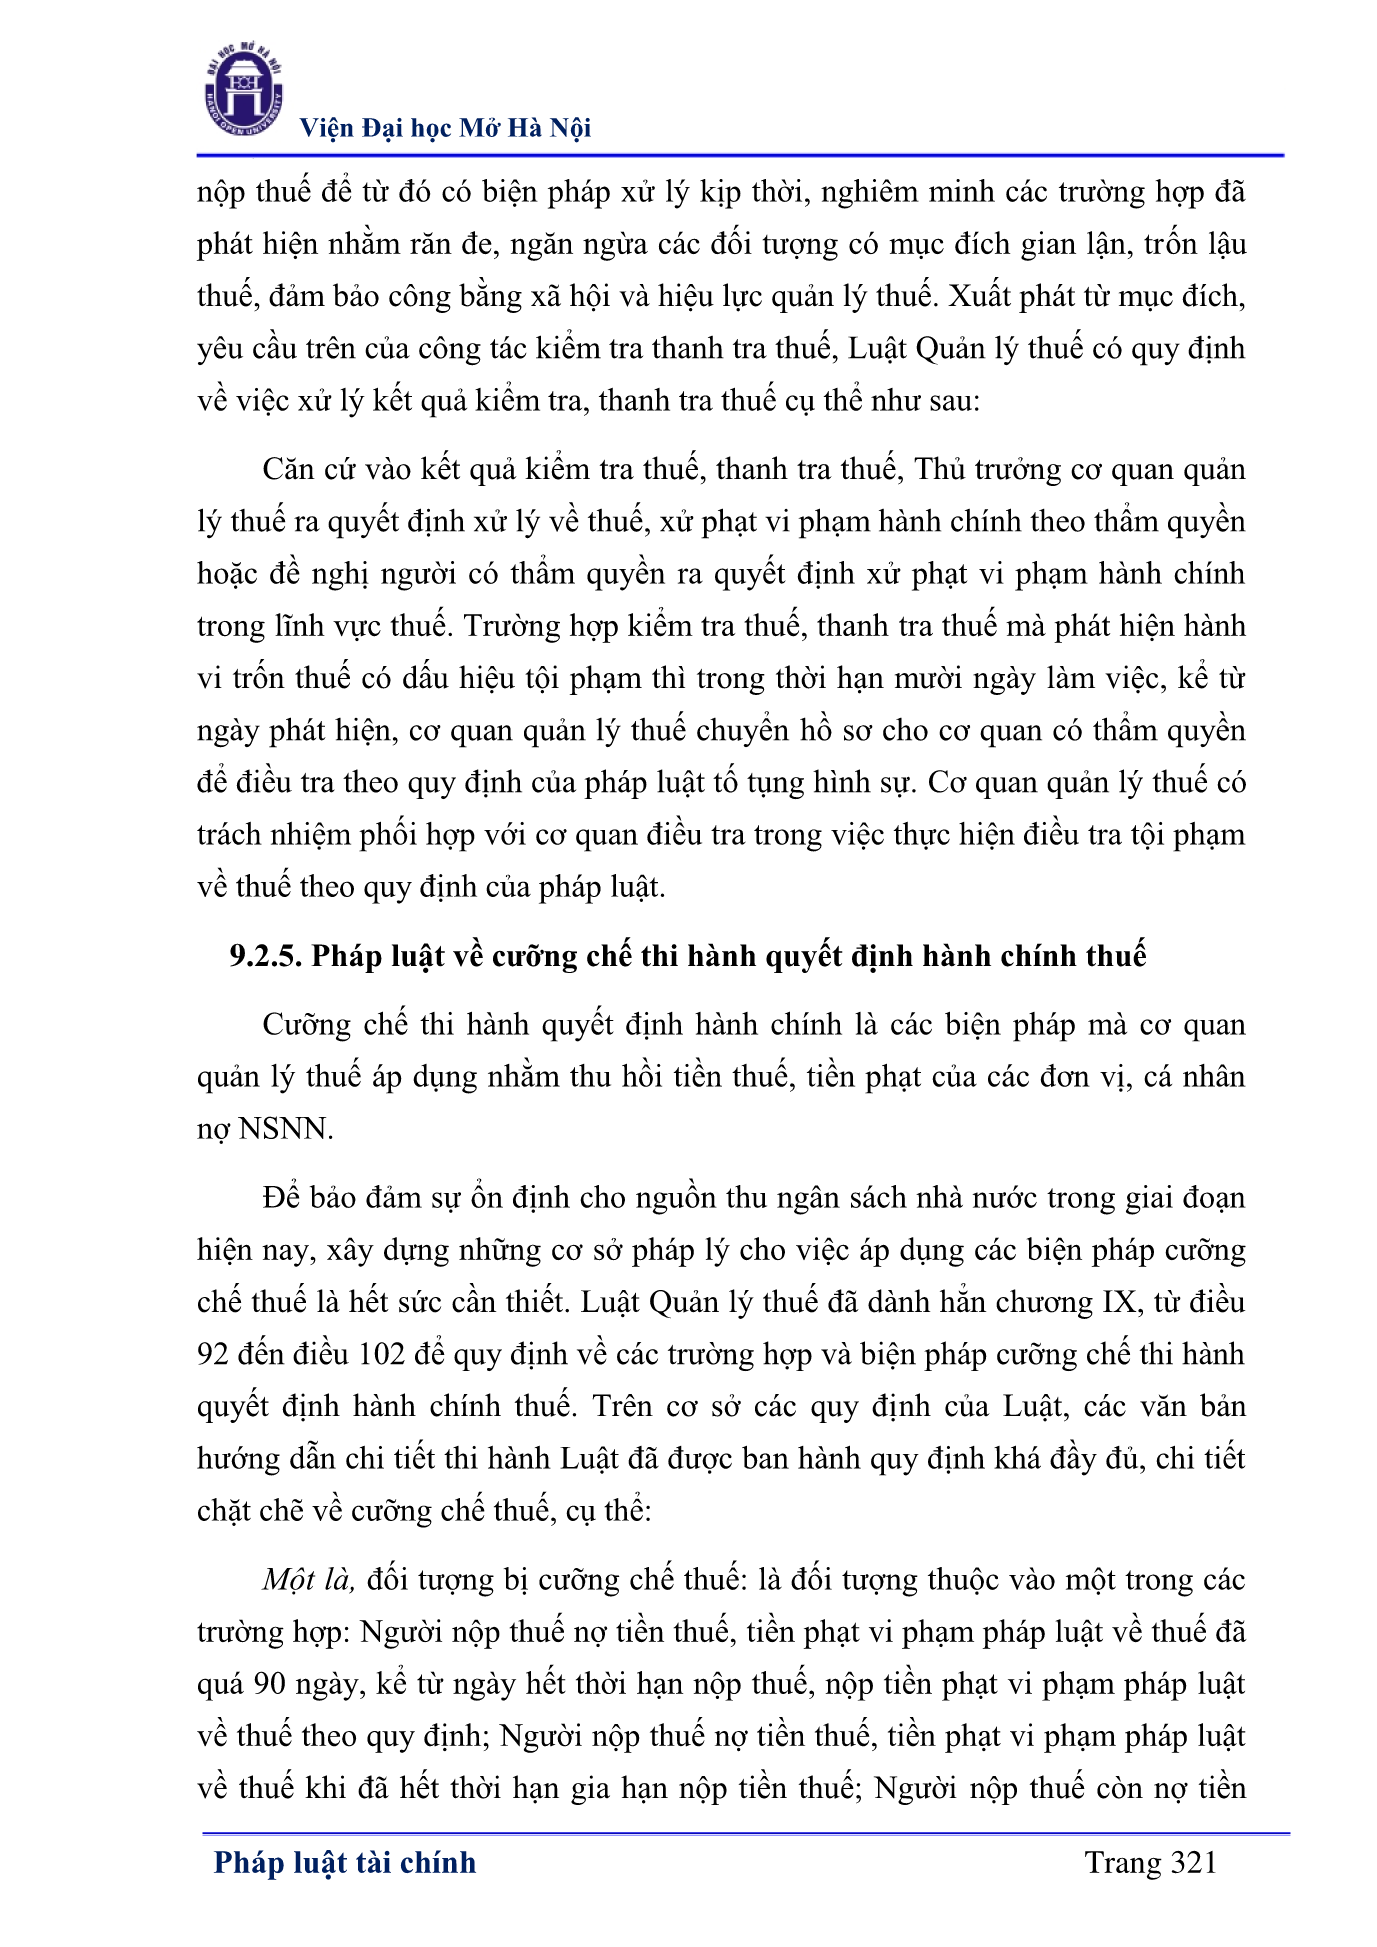 ĐẠI HỌC MỞ HÀ NỘI
HANOI OPEN UNIVERSITY
Viện Đại học Mở Hà Nội
nộp thuế để từ đó có biện pháp xử lý kịp thời, nghiêm minh các trường hợp đã
phát hiện nhằm răn đe, ngăn ngừa các đối tượng có mục đích gian lận, trốn lậu
thuế, đảm bảo công bằng xã hội và hiệu lực quản lý thuế. Xuất phát từ mục đích,
yêu cầu trên của công tác kiểm tra thanh tra thuế, Luật Quản lý thuế có quy định
về việc xử lý kết quả kiểm tra, thanh tra thuế cụ thể như sau:
Căn cứ vào kết quả kiểm tra thuế, thanh tra thuế, Thủ trưởng cơ quan quản
lý thuế ra quyết định xử lý về thuế, xử phạt vi phạm hành chính theo thẩm quyền
hoặc đề nghị người có thẩm quyền ra quyết định xử phạt vi phạm hành chính
trong lĩnh vực thuế. Trường hợp kiểm tra thuế, thanh tra thuế mà phát hiện hành
vi trốn thuế có dấu hiệu tội phạm thì trong thời hạn mười ngày làm việc, kể từ
ngày phát hiện, cơ quan quản lý thuế chuyển hồ sơ cho cơ quan có thẩm quyền
để điều tra theo quy định của pháp luật tố tụng hình sự. Cơ quan quản lý thuế có
trách nhiệm phối hợp với cơ quan điều tra trong việc thực hiện điều tra tội phạm
về thuế theo quy định của pháp luật.
9.2.5. Pháp luật về cưỡng chế thi hành quyết định hành chính thuế
Cưỡng chế thi hành quyết định hành chính là các biện pháp mà cơ quan
quản lý thuế áp dụng nhằm thu hồi tiền thuế, tiền phạt của các đơn vị, cá nhân
nợ NSNN.
Để bảo đảm sự ổn định cho nguồn thu ngân sách nhà nước trong giai đoạn
hiện nay, xây dựng những cơ sở pháp lý cho việc áp dụng các biện pháp cưỡng
chế thuế là hết sức cần thiết. Luật Quản lý thuế đã dành hẳn chương IX, từ điều
92 đến điều 102 để quy định về các trường hợp và biện pháp cưỡng chế thi hành
quyết định hành chính thuế. Trên cơ sở các quy định của Luật, các văn bản
hướng dẫn chi tiết thi hành Luật đã được ban hành quy định khá đầy đủ, chi tiết
chặt chẽ về cưỡng chế thuế, cụ thể:
Một là, đối tượng bị cưỡng chế thuế: là đối tượng thuộc vào một trong các
trường hợp: Người nộp thuế nợ tiền thuế, tiền phạt vi phạm pháp luật về thuế đã
quá 90 ngày, kể từ ngày hết thời hạn nộp thuế, nộp tiền phạt vi phạm pháp luật
về thuế theo quy định; Người nộp thuế nợ tiền thuế, tiền phạt vi phạm pháp luật
về thuế khi đã hết thời hạn gia hạn nộp tiền thuế; Người nộp thuế còn nợ tiền
Pháp luật tài chính Trang 321